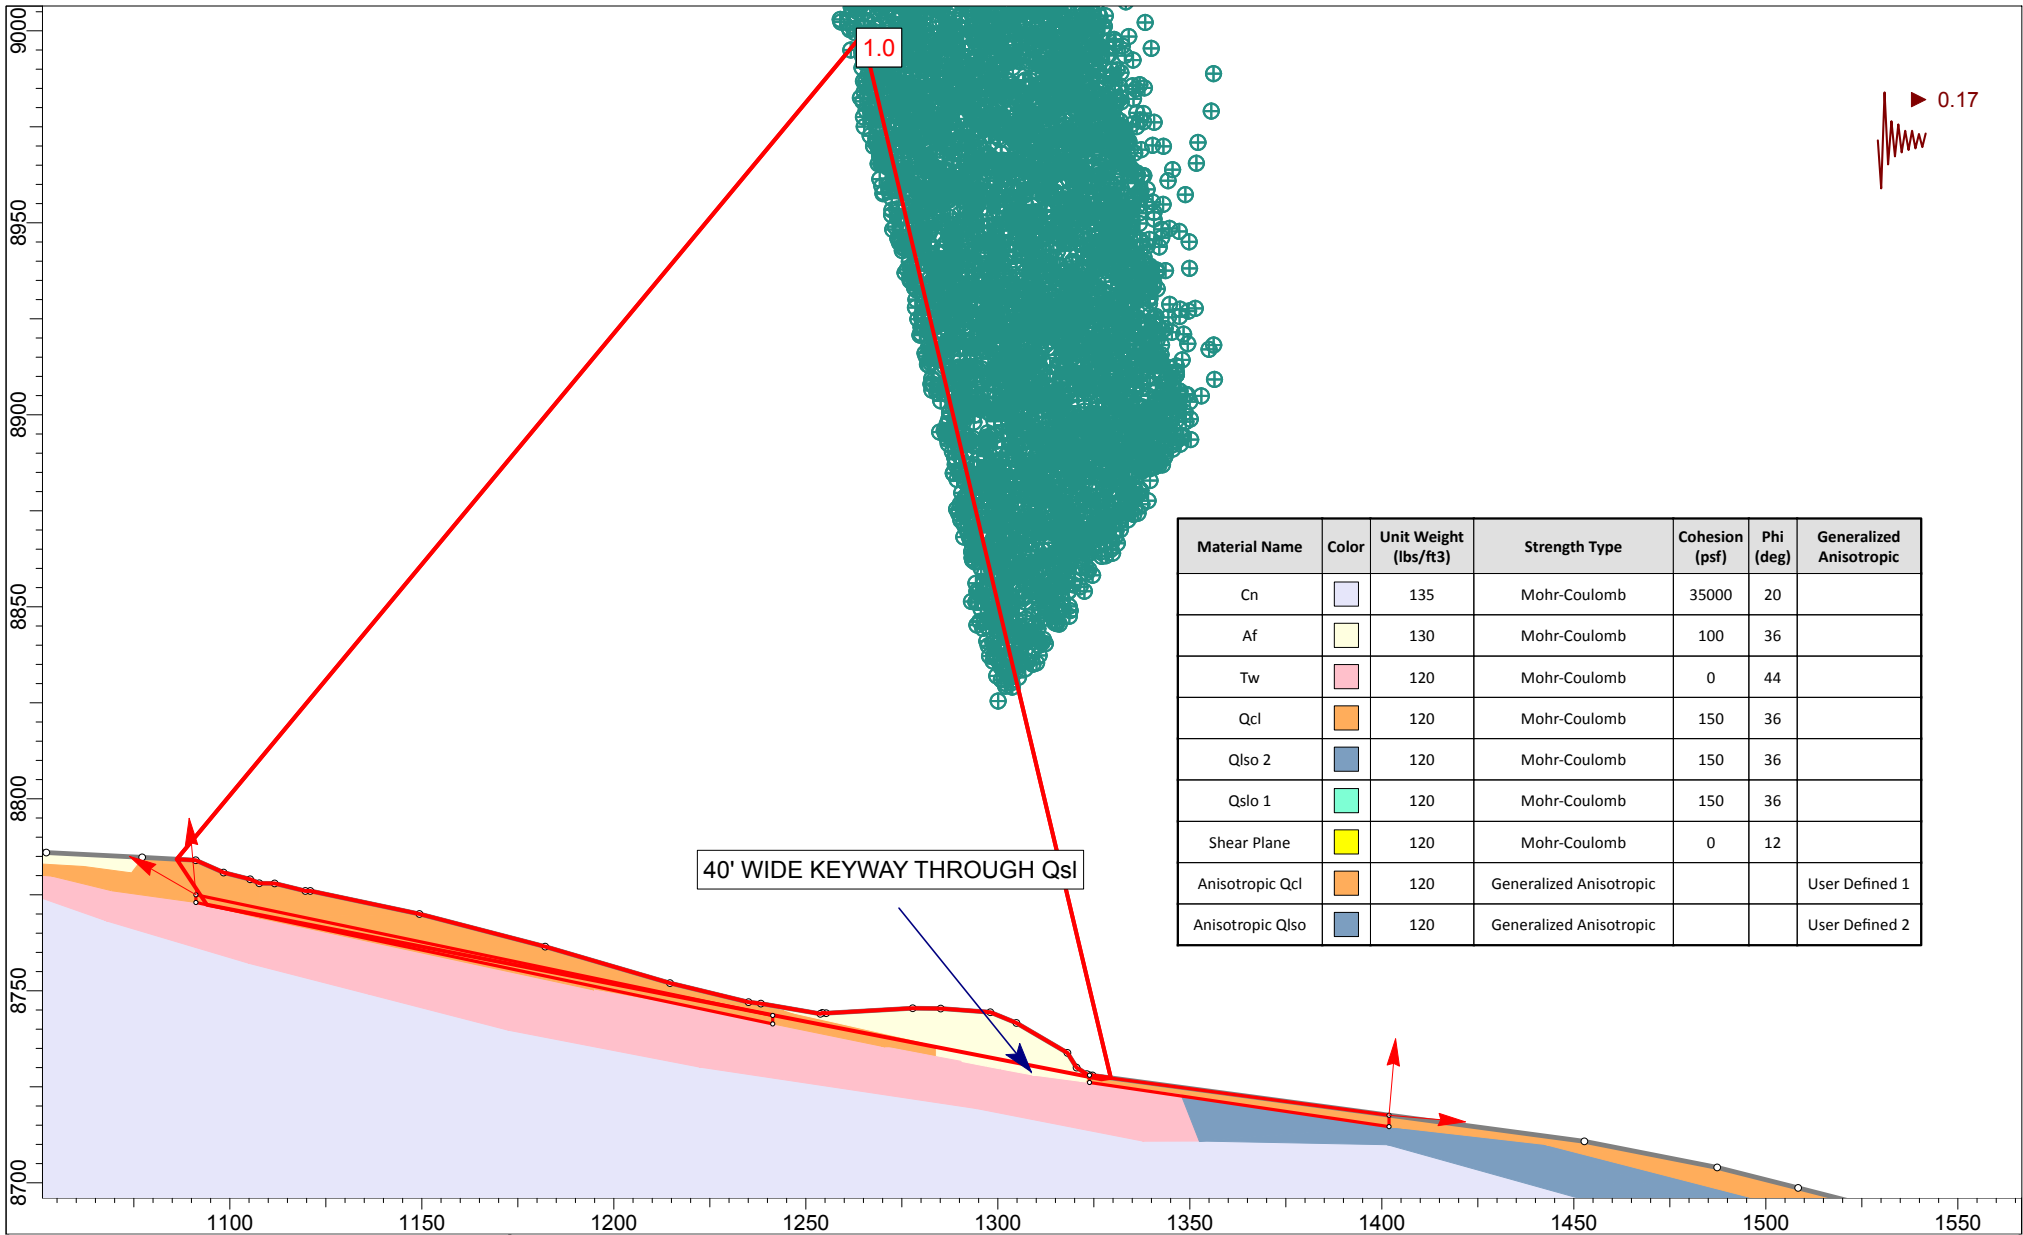 9000
1.0
0.17
8950
8900
8850
Material Name Color Unit Weight (lbs/ft3) Strength Type Cohesion (psf) Phi (deg) Generalized Anisotropic
Cn 135 Mohr-Coulomb 35000 20
Af 130 Mohr-Coulomb 100 36
Tw 120 Mohr-Coulomb 0 44
Qcl 120 Mohr-Coulomb 150 36
Qlso 2 120 Mohr-Coulomb 150 36
Qslo 1 120 Mohr-Coulomb 150 36
Shear Plane 120 Mohr-Coulomb 0 12
Anisotropic Qcl 120 Generalized Anisotropic User Defined 1
Anisotropic Qlso 120 Generalized Anisotropic User Defined 2
8800
40' WIDE KEYWAY THROUGH Qsl
8750
8700
1100 1150 1200 1250 1300 1350 1400 1450 1500 1550